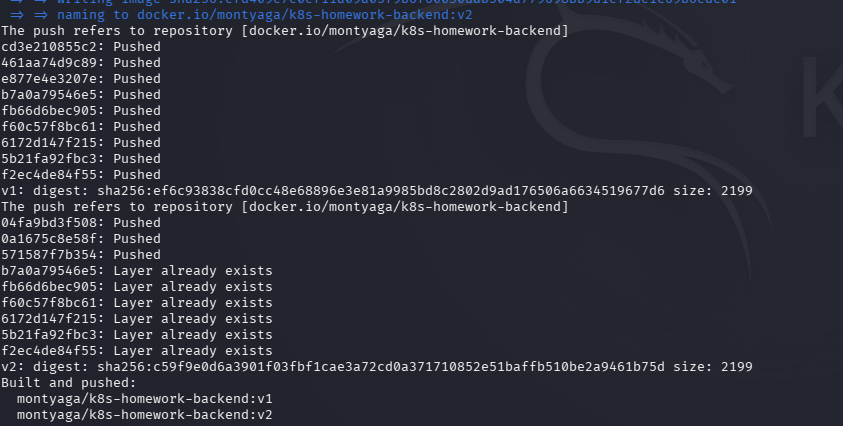 ⇒ ⇒ naming to docker.io/montyaga/k8s-homework-backend:v2
The push refers to repository [docker.io/montyaga/k8s-homework-backend]
cd3e210855c2: Pushed
461aa74d9c89: Pushed
e877e4e3207e: Pushed
b7a0a79546e5: Pushed
fb66d6bec905: Pushed
f60c57f8bc61: Pushed
6172d147f215: Pushed
5b21fa92fbc3: Pushed
f2ec4de84f55: Pushed
v1: digest: sha256:ef6c93838cfd0cc48e68896e3e81a9985bd8c2802d9ad176506a6634519677d6 size: 2199
The push refers to repository [docker.io/montyaga/k8s-homework-backend]
04fa9bd3f508: Pushed
0a1675c8e58f: Pushed
571587f7b354: Pushed
b7a0a79546e5: Layer already exists
fb66d6bec905: Layer already exists
f60c57f8bc61: Layer already exists
6172d147f215: Layer already exists
5b21fa92fbc3: Layer already exists
f2ec4de84f55: Layer already exists
v2: digest: sha256:c59f9e0d6a3901f03fbf1cae3a72cd0a371710852e51baffb510be2a9461b75d size: 2199
Built and pushed:
montyaga/k8s-homework-backend:v1
montyaga/k8s-homework-backend:v2